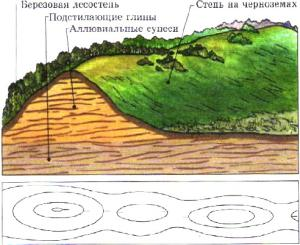 Березовая лесостепь
Степь на черноземах
Подстилающие глины
Аллювиальные супеси